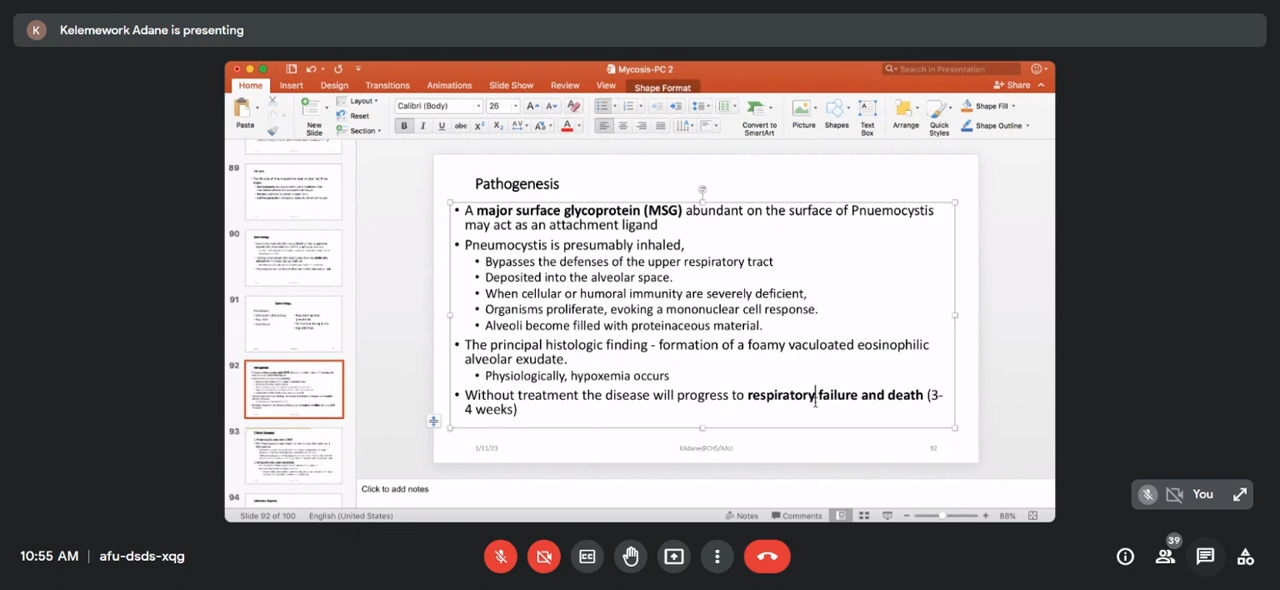 K Kelemework Adane is presenting
Mycosis-PC 2
Search in Presentation
Home Insert Design Transitions Animations Slide Show Review View Shape Format
Share
Paste
New Slide
Layout
Reset
Section
Calibri (Body) 26
Convert to SmartArt
Picture
Shapes
Text Box
Arrange
Quick Styles
Shape Fill
Shape Outline
89
90
91
92
93
94
Pathogenesis
• A major surface glycoprotein (MSG) abundant on the surface of Pnuemocystis
may act as an attachment ligand
• Pneumocystis is presumably inhaled,
• Bypasses the defenses of the upper respiratory tract
• Deposited into the alveolar space.
• When cellular or humoral immunity are severely deficient,
• Organisms proliferate, evoking a mononuclear cell response.
• Alveoli become filled with proteinaceous material.
• The principal histologic finding - formation of a foamy vacuolated eosinophilic
alveolar exudate.
• Physiologically, hypoxemia occurs
• Without treatment the disease will progress to respiratory failure and death (3-
4 weeks)
1/11/23 KAdane@CHS/AAU 92
Click to add notes
Slide 92 of 100 English (United States) Notes Comments 88%
You
10:55 AM | afu-dsds-xqg
39